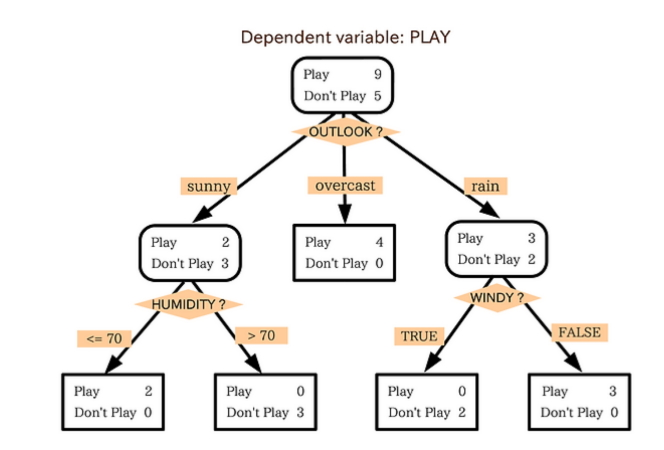 Dependent variable: PLAY
Play 9
Don't Play 5
OUTLOOK ?
sunny
overcast
rain
Play 2
Don't Play 3
Play 4
Don't Play 0
Play 3
Don't Play 2
HUMIDITY ?
WINDY ?
<= 70
> 70
TRUE
FALSE
Play 2
Don't Play 0
Play 0
Don't Play 3
Play 0
Don't Play 2
Play 3
Don't Play 0